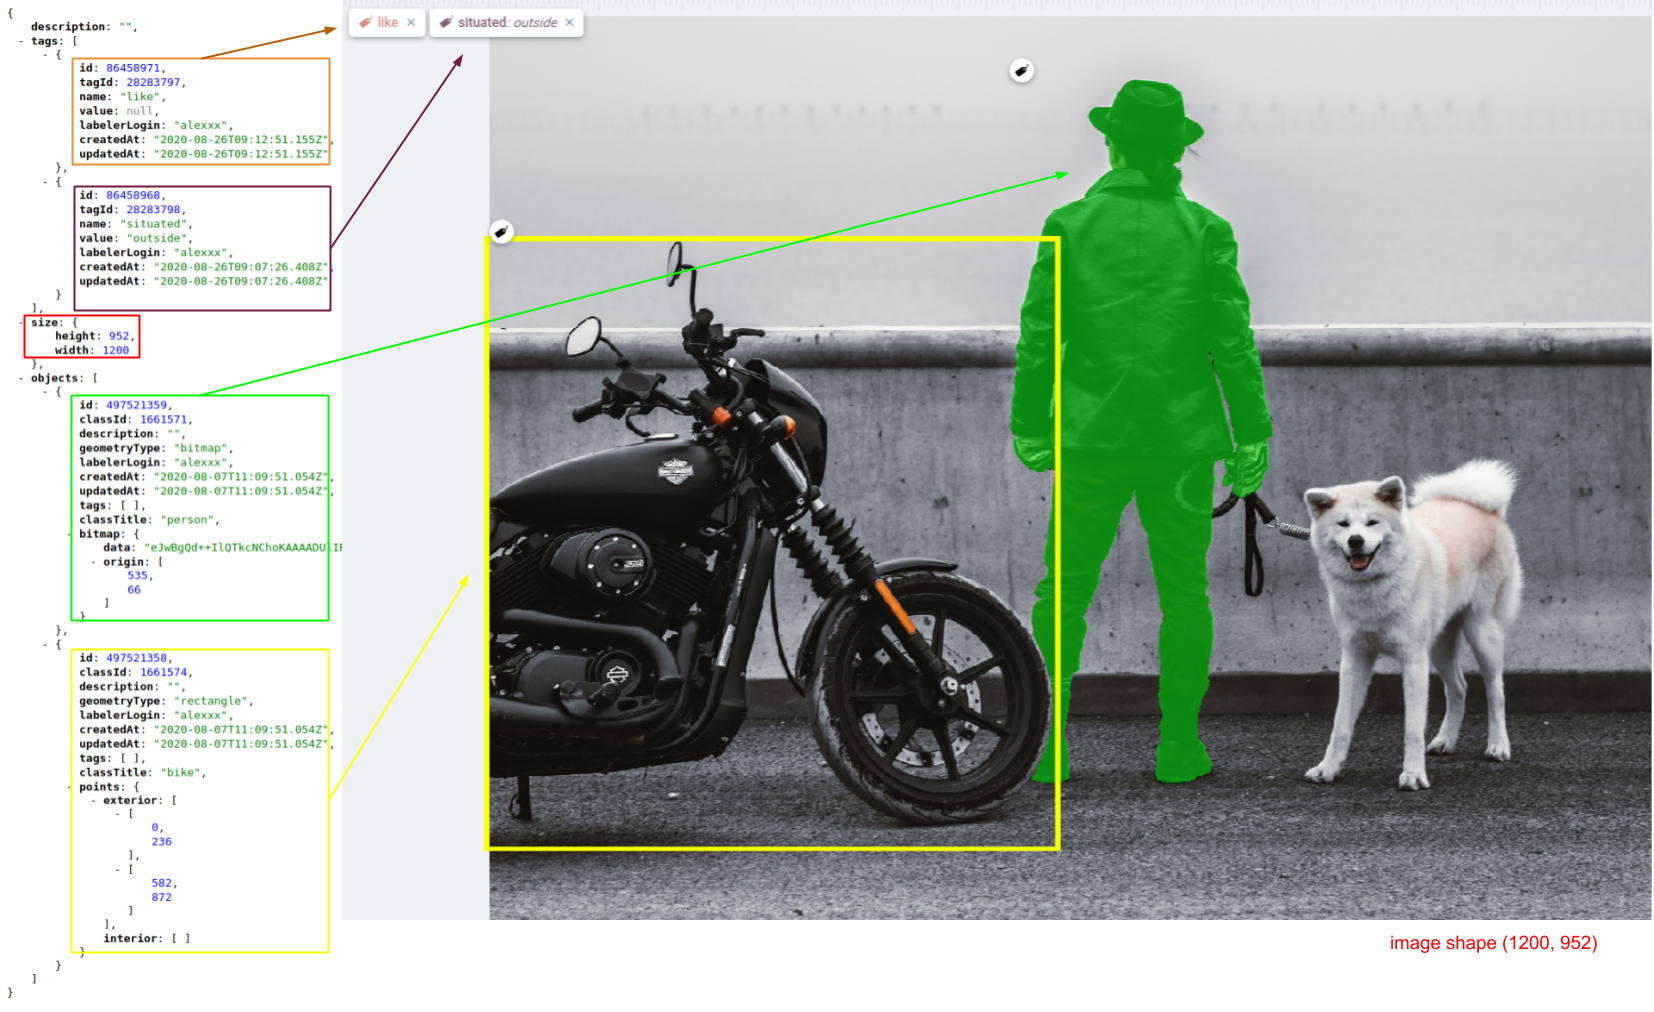 {
description: "",
- tags: [
- {
id: 86458971,
tagId: 28283797,
name: "like",
value: null,
labelerLogin: "alexxx",
createdAt: "2020-08-26T09:12:51.155Z",
updatedAt: "2020-08-26T09:12:51.155Z"
},
- {
id: 86458968,
tagId: 28283798,
name: "situated",
value: "outside",
labelerLogin: "alexxx",
createdAt: "2020-08-26T09:07:26.408Z",
updatedAt: "2020-08-26T09:07:26.408Z"
}
],
- size: {
height: 952,
width: 1200
},
- objects: [
- {
id: 497521359,
classId: 1661571,
description: "",
geometryType: "bitmap",
labelerLogin: "alexxx",
createdAt: "2020-08-07T11:09:51.054Z",
updatedAt: "2020-08-07T11:09:51.054Z",
tags: [ ],
classTitle: "person",
- bitmap: {
data: 
- origin: [
535,
66
]
}
},
- {
id: 497521358,
classId: 1661574,
description: "",
geometryType: "rectangle",
labelerLogin: "alexxx",
createdAt: "2020-08-07T11:09:51.054Z",
updatedAt: "2020-08-07T11:09:51.054Z",
tags: [ ],
classTitle: "bike",
- points: {
- exterior: [
- [
0,
236
],
- [
582,
872
]
],
interior: [ ]
}
}
]
}
like ×
situated: outside ×
image shape (1200, 952)